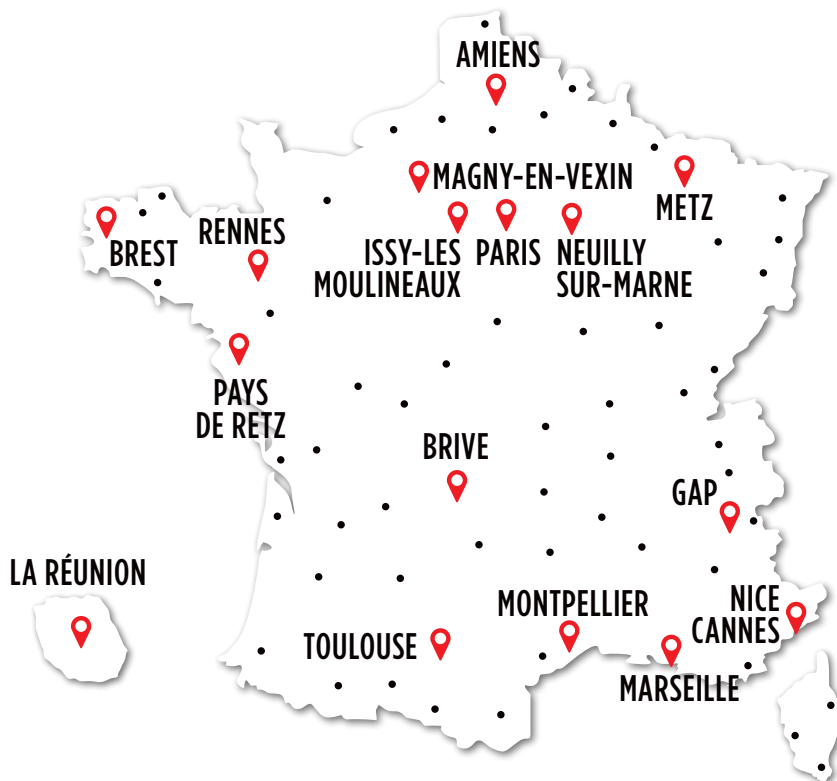 AMIENS
MAGNY-EN-VEXIN
METZ
BREST
RENNES
ISSY-LES
MOULINEAUX
PARIS
NEUILLY
SUR-MARNE
PAYS
DE RETZ
BRIVE
GAP
LA RÉUNION
MONTPELLIER
NICE
CANNES
TOULOUSE
MARSEILLE